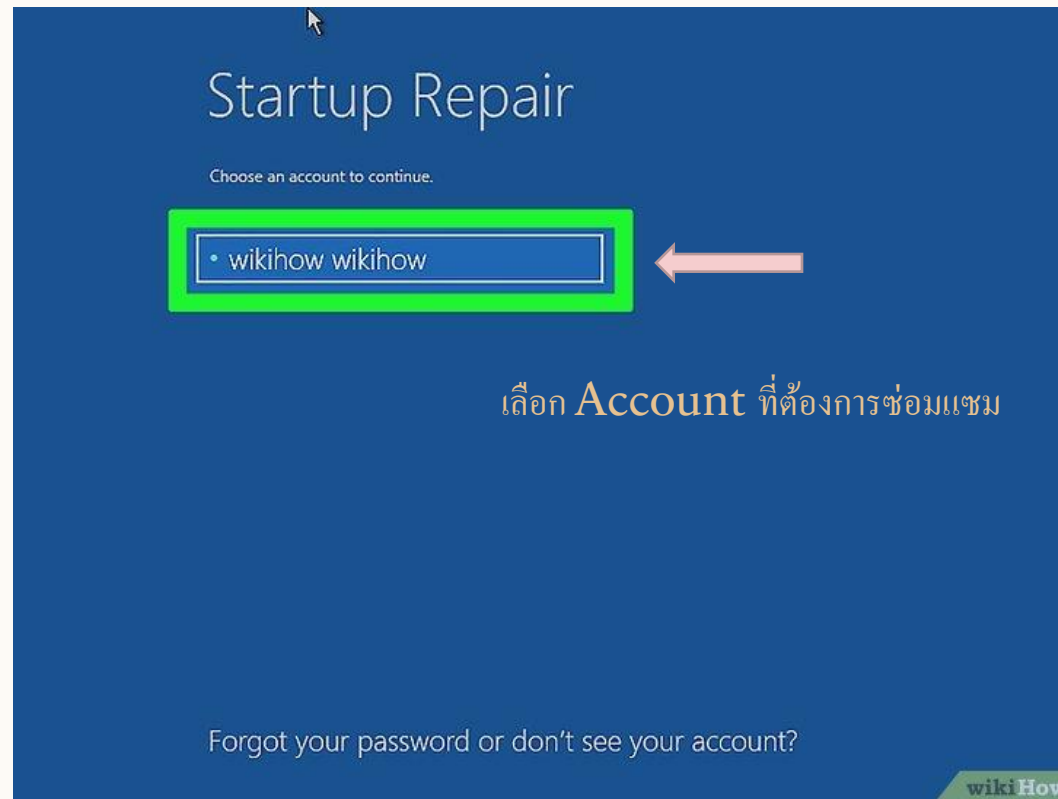 Startup Repair
Choose an account to continue.
wikihow wikihow
เลือก Account ที่ต้องการซ่อมแซม
Forgot your password or don't see your account?
wikiHow